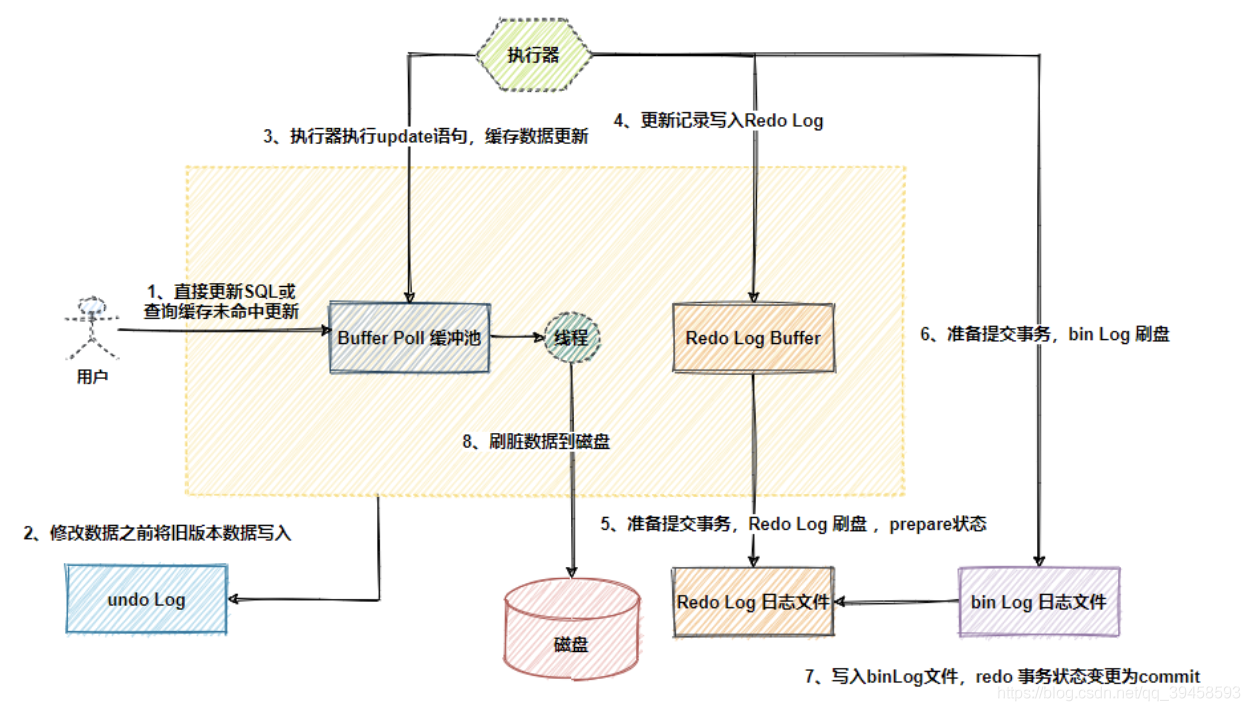 执行器
4、更新记录写入Redo Log
3、执行器执行update语句，缓存数据更新
1、直接更新SQL或
查询缓存未命中更新
用户
Buffer Poll 缓冲池
线程
Redo Log Buffer
6、准备提交事务，bin Log 刷盘
8、刷脏数据到磁盘
2、修改数据之前将旧版本数据写入
5、准备提交事务，Redo Log 刷盘 ，prepare状态
undo Log
磁盘
Redo Log 日志文件
bin Log 日志文件
7、写入binLog文件，redo 事务状态变更为commit
https://blog.csdn.net/qq_39458593